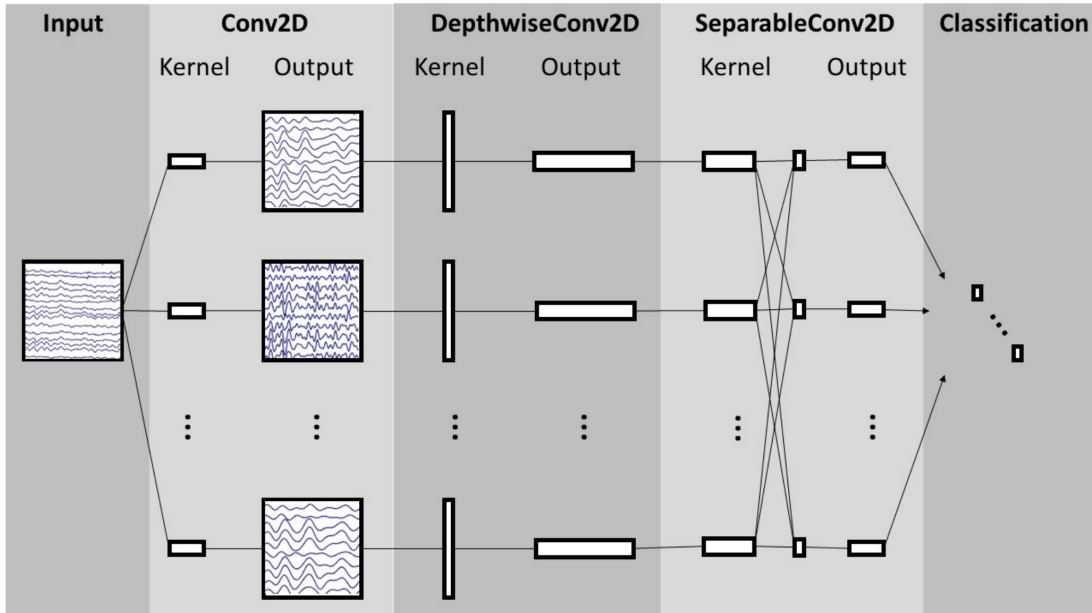 Input Conv2D DepthwiseConv2D SeparableConv2D Classification
Kernel Output Kernel Output Kernel Output